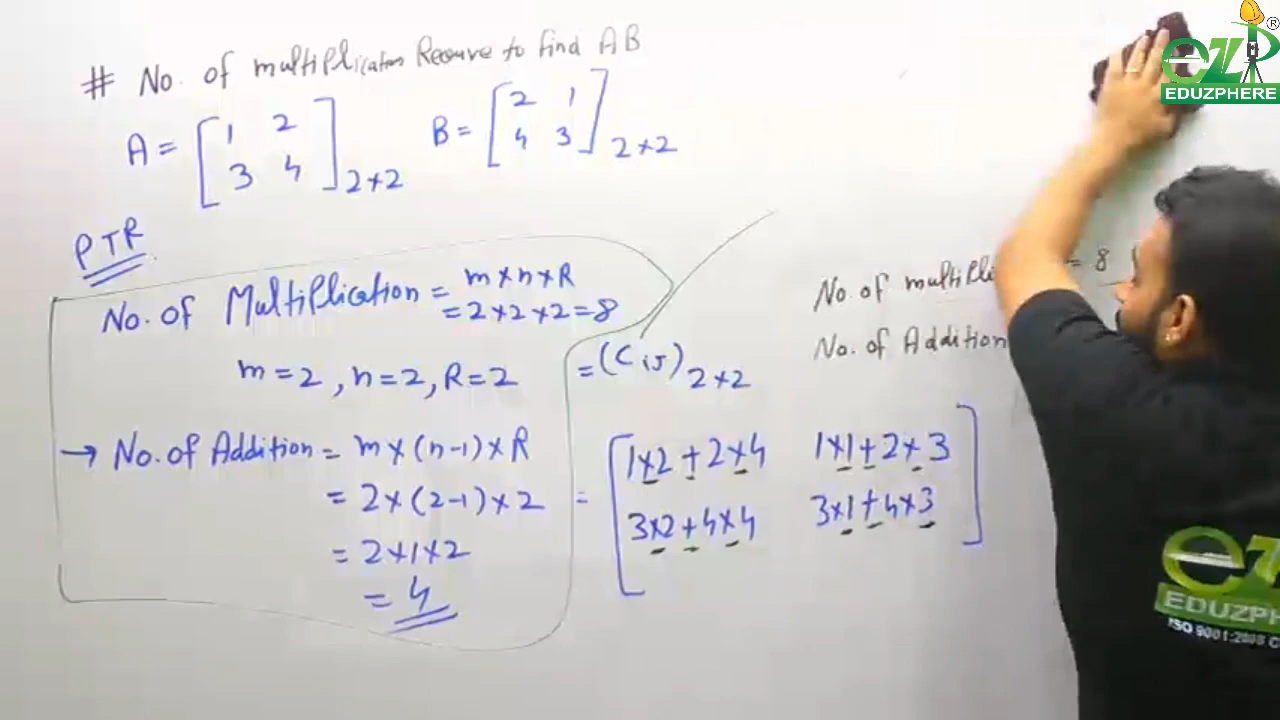 # No. of multiplication Require to find AB
A = [ 1 2
3 4 ] 2×2
B = [ 2 1
4 3 ] 2×2
PTR
No. of Multiplication = m×n×R
= 2×2×2=8
m=2, n=2, R=2
→ No. of Addition = m×(n-1)×R
= 2×(2-1)×2
= 2×1×2
= 4
No. of multipli = 8
No. of Addition
= (Cij) 2×2
= [ 1×2+2×4 1×1+2×3
3×2+4×4 3×1+4×3 ]
EZ ®
EDUZPHERE
EDUZPH
ISO 9001:2008 C